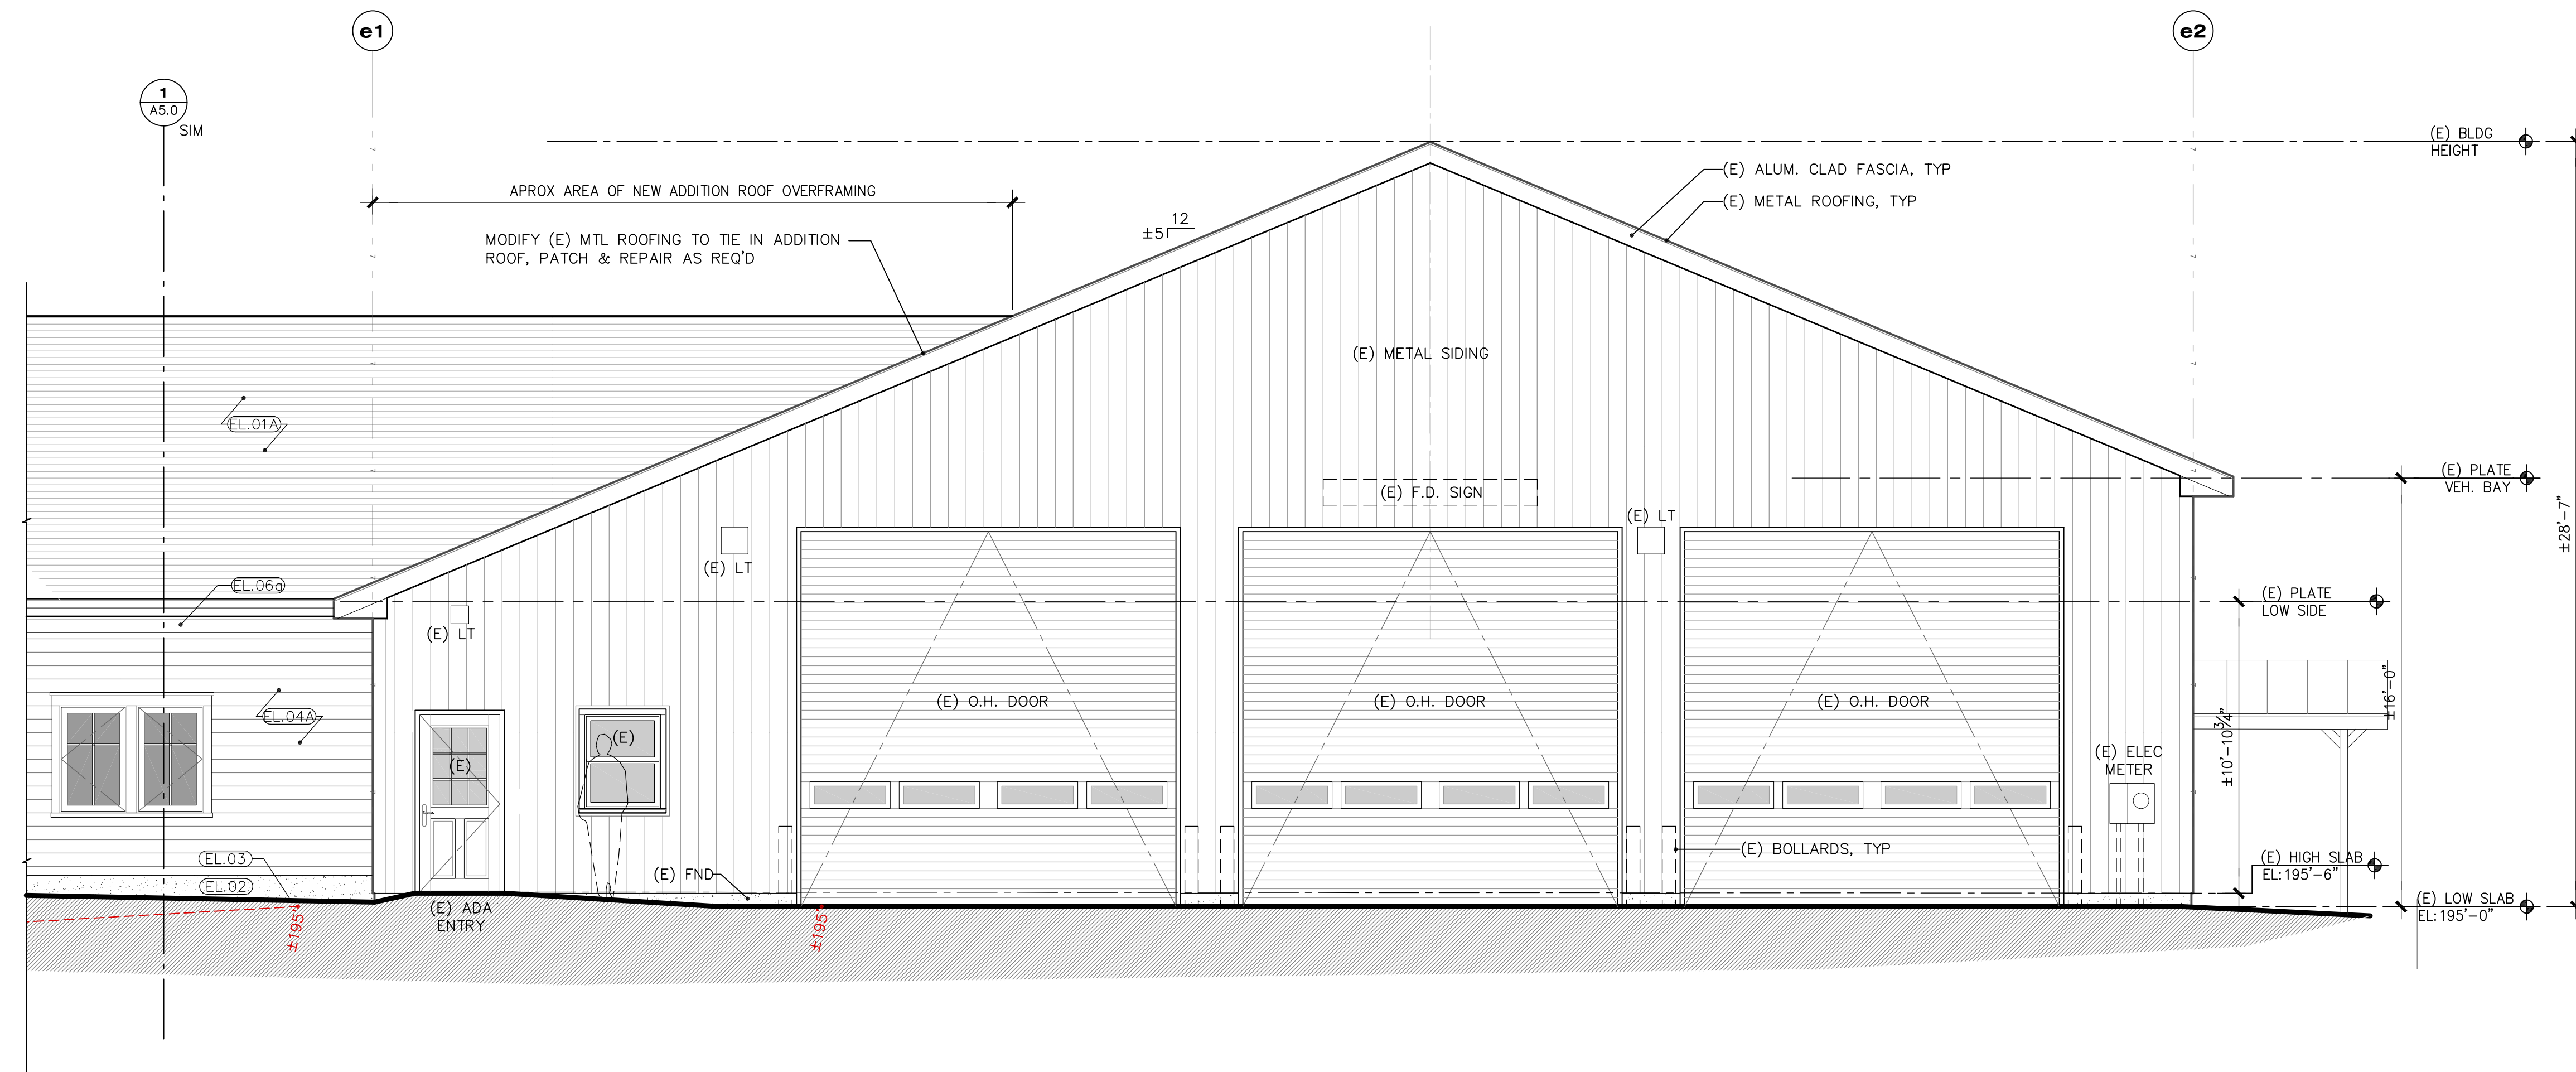 e1
e2
1
A5.0
SIM
(E) BLDG
HEIGHT
(E) ALUM. CLAD FASCIA, TYP
(E) METAL ROOFING, TYP
APROX AREA OF NEW ADDITION ROOF OVERFRAMING
12
±5
MODIFY (E) MTL ROOFING TO TIE IN ADDITION
ROOF, PATCH & REPAIR AS REQ'D
(E) METAL SIDING
EL.01A
(E) PLATE
VEH. BAY
(E) F.D. SIGN
(E) LT
(E) LT
±28'-7"
EL.06a
(E) PLATE
LOW SIDE
(E) LT
EL.04A
(E) O.H. DOOR
(E) O.H. DOOR
(E) O.H. DOOR
±16'-0"
(E)
(E)
±10'-10¾"
(E) ELEC
METER
(E) BOLLARDS, TYP
EL.03
EL.02
(E) FND
(E) HIGH SLAB
EL:195'-6"
(E) LOW SLAB
EL:195'-0"
(E) ADA
ENTRY
±195'
±195'